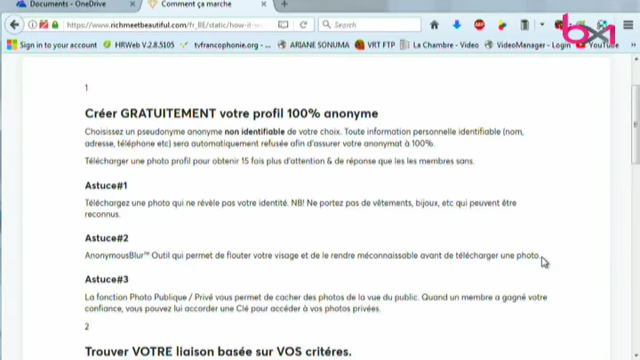 Documents - OneDrive
Comment ça marche
https://www.richmeetbeautiful.com/fr_BE/static/how-it-w
Search
Sign in to your account
HRWeb V.2.8.5105
tvfrancophonie.org - ...
ARIANE SONUMA
VRT FTP
La Chambre - Video
VideoManager - Login
YouTube
bx1
1
Créer GRATUITEMENT votre profil 100% anonyme
Choisissez un pseudonyme anonyme non identifiable de votre choix. Toute information personnelle identifiable (nom,
adresse, téléphone etc) sera automatiquement refusée afin d'assurer votre anonymat à 100%.
Télécharger une photo profil pour obtenir 15 fois plus d'attention & de réponse que les les membres sans.
Astuce#1
Téléchargez une photo qui ne révèle pas votre identité. NB! Ne portez pas de vêtements, bijoux, etc qui peuvent être
reconnus.
Astuce#2
AnonymousBlur™ Outil qui permet de flouter votre visage et de le rendre méconnaissable avant de télécharger une photo.
Astuce#3
La fonction Photo Publique / Privé vous permet de cacher des photos de la vue du public. Quand un membre a gagné votre
confiance, vous pouvez lui accorder une Clé pour accéder à vos photos privées.
2
Trouver VOTRE liaison basée sur VOS critéres.